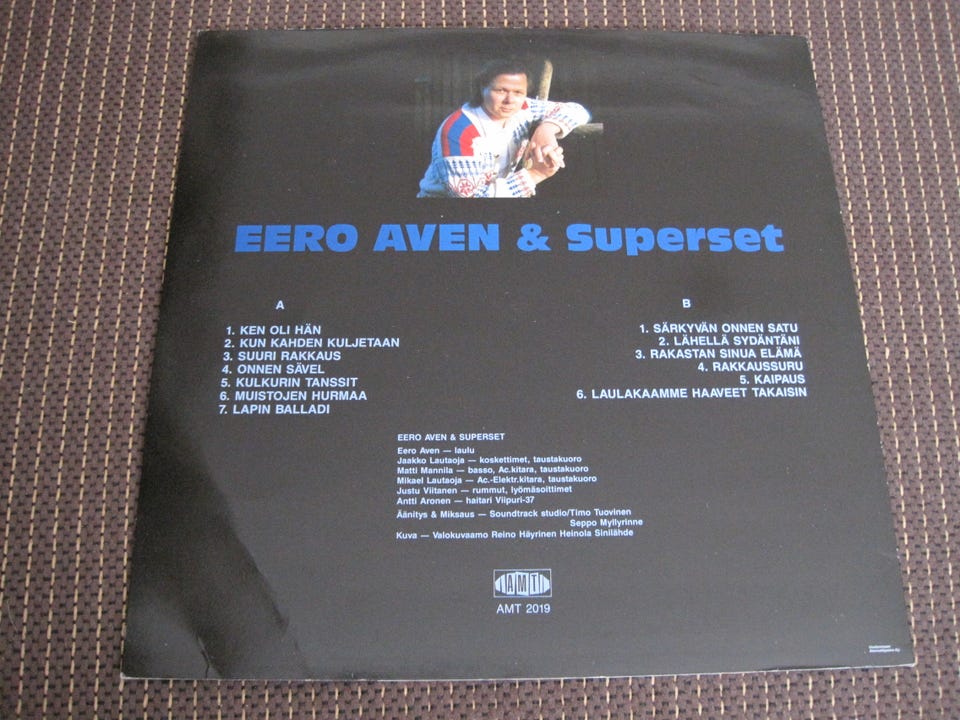 EERO AVEN & Superset
A
1. KEN OLI HÄN
2. KUN KAHDEN KULJETAAN
3. SUURI RAKKAUS
4. ONNEN SÄVEL
5. KULKURIN TANSSIT
6. MUISTOJEN HURMAA
7. LAPIN BALLADI
B
1. SÄRKYVÄN ONNEN SATU
2. LÄHELLÄ SYDÄNTÄNI
3. RAKASTAN SINUA ELÄMÄ
4. RAKKAUSSURU
5. KAIPAUS
6. LAULAKAAMME HAAVEET TAKAISIN
EERO AVEN & SUPERSET
Eero Aven — laulu
Jaakko Lautaoja — koskettimet, taustakuoro
Matti Mannila — basso, Ac.kitara, taustakuoro
Mikael Lautaoja — Ac.-Elektr.kitara, taustakuoro
Justu Viitanen — rummut, lyömäsoittimet
Antti Aronen — haitari Viipuri-37
Äänitys & Miksaus — Soundtrack studio/Timo Tuovinen
Seppo Myllyrinne
Kuva — Valokuvaamo Reino Häyrinen Heinola Sinilähde
AMT
AMT 2019